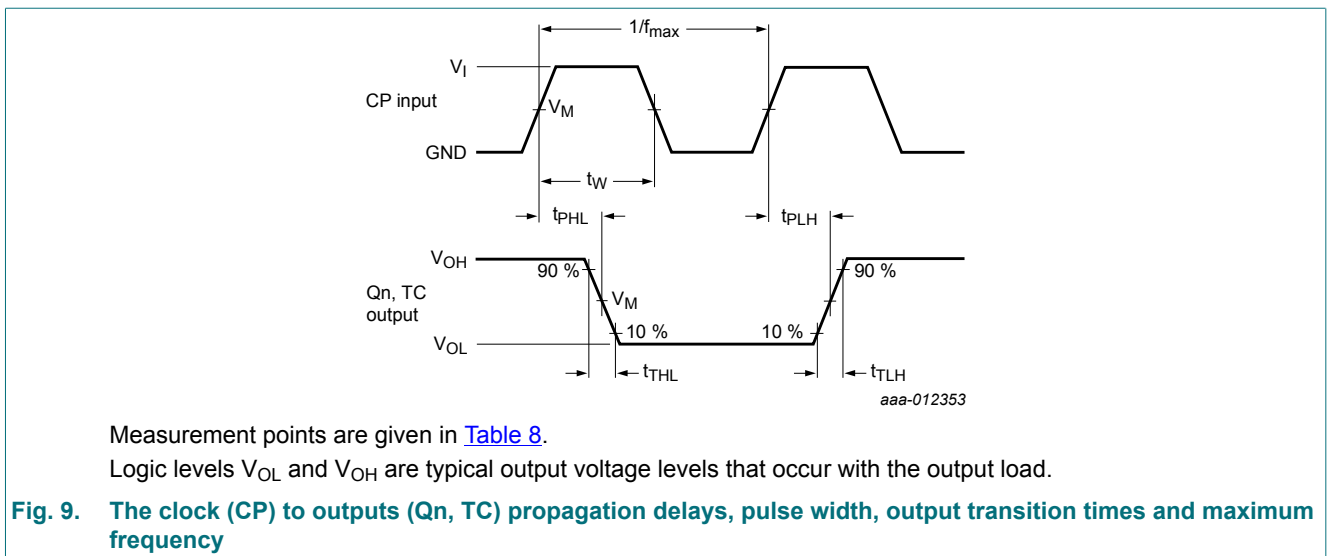 1/fmax
VI
CP input
VM
GND
tW
tPHL
tPLH
VOH
90 %
90 %
Qn, TC
output
VM
10 %
10 %
VOL
tTHL
tTLH
aaa-012353
Measurement points are given in Table 8.
Logic levels VOL and VOH are typical output voltage levels that occur with the output load.
Fig. 9. The clock (CP) to outputs (Qn, TC) propagation delays, pulse width, output transition times and maximum
frequency